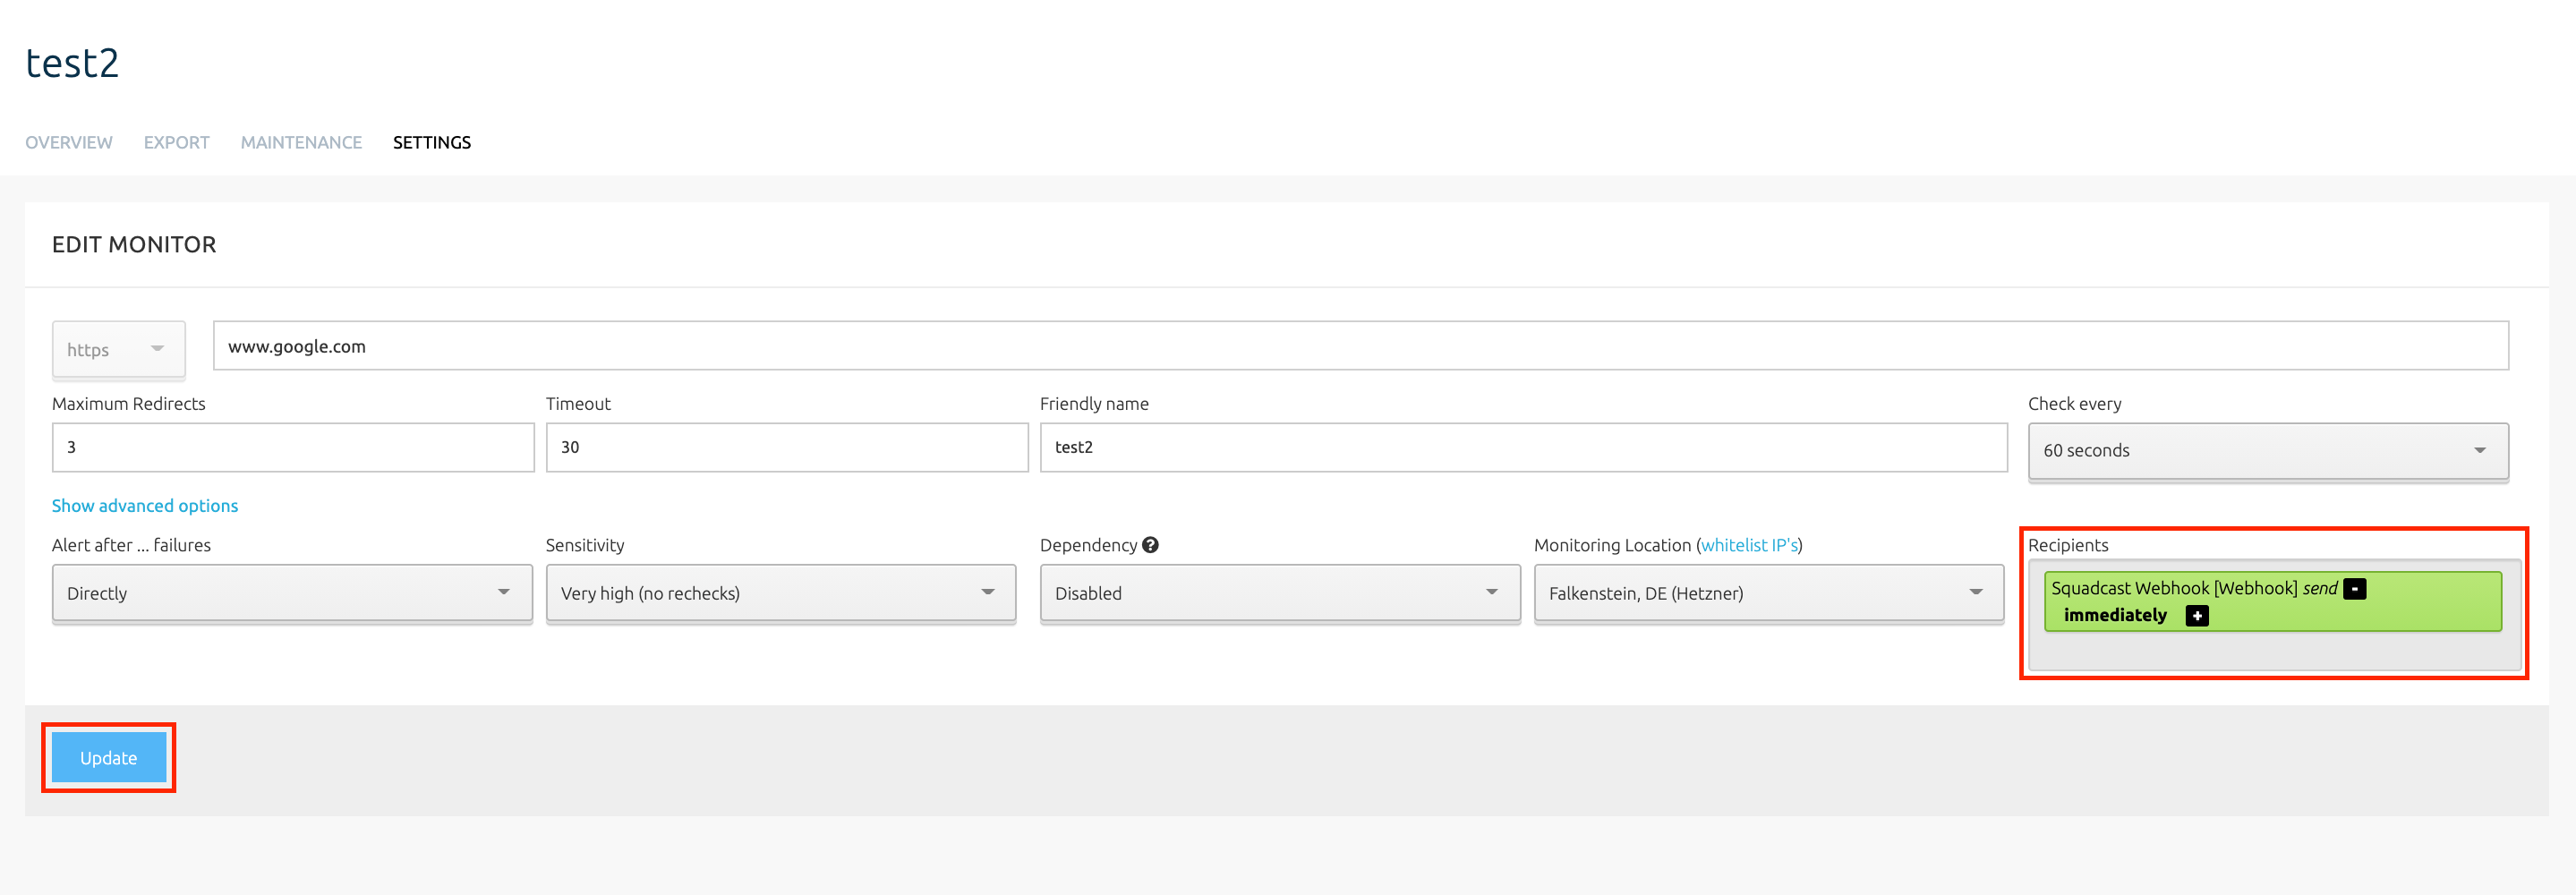 test2
OVERVIEW EXPORT MAINTENANCE SETTINGS
EDIT MONITOR
https www.google.com
Maximum Redirects Timeout Friendly name Check every
3 30 test2 60 seconds
Show advanced options
Alert after ... failures Sensitivity Dependency ? Monitoring Location (whitelist IP's) Recipients
Directly Very high (no rechecks) Disabled Falkenstein, DE (Hetzner) Squadcast Webhook [Webhook] send -
immediately +
Update